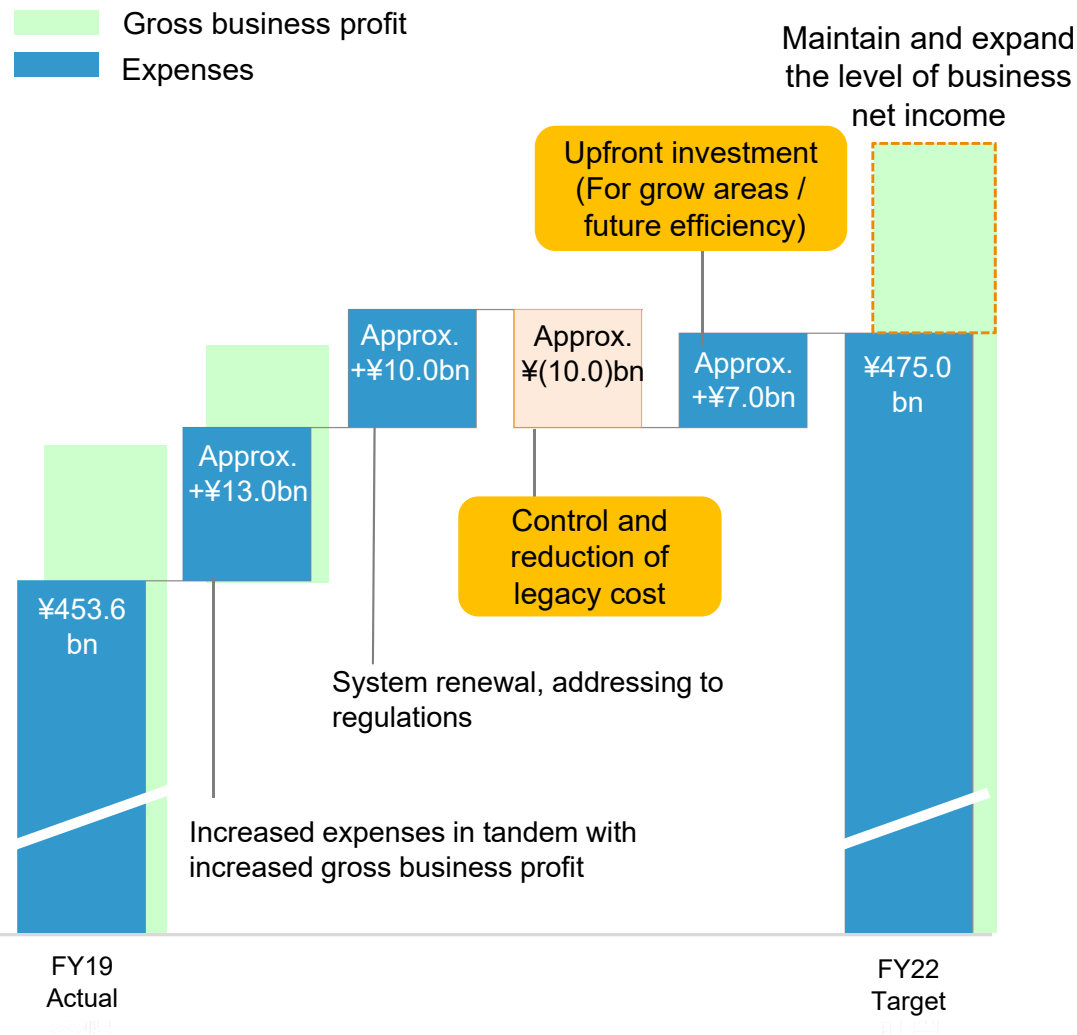 Gross business profit
Expenses
Maintain and expand
the level of business
net income
Upfront investment
(For grow areas /
future efficiency)
Approx.
+¥10.0bn
Approx.
¥(10.0)bn
Approx.
+¥7.0bn
¥475.0
bn
Approx.
+¥13.0bn
Control and
reduction of
legacy cost
¥453.6
bn
System renewal, addressing to
regulations
Increased expenses in tandem with
increased gross business profit
FY19
Actual
FY22
Target